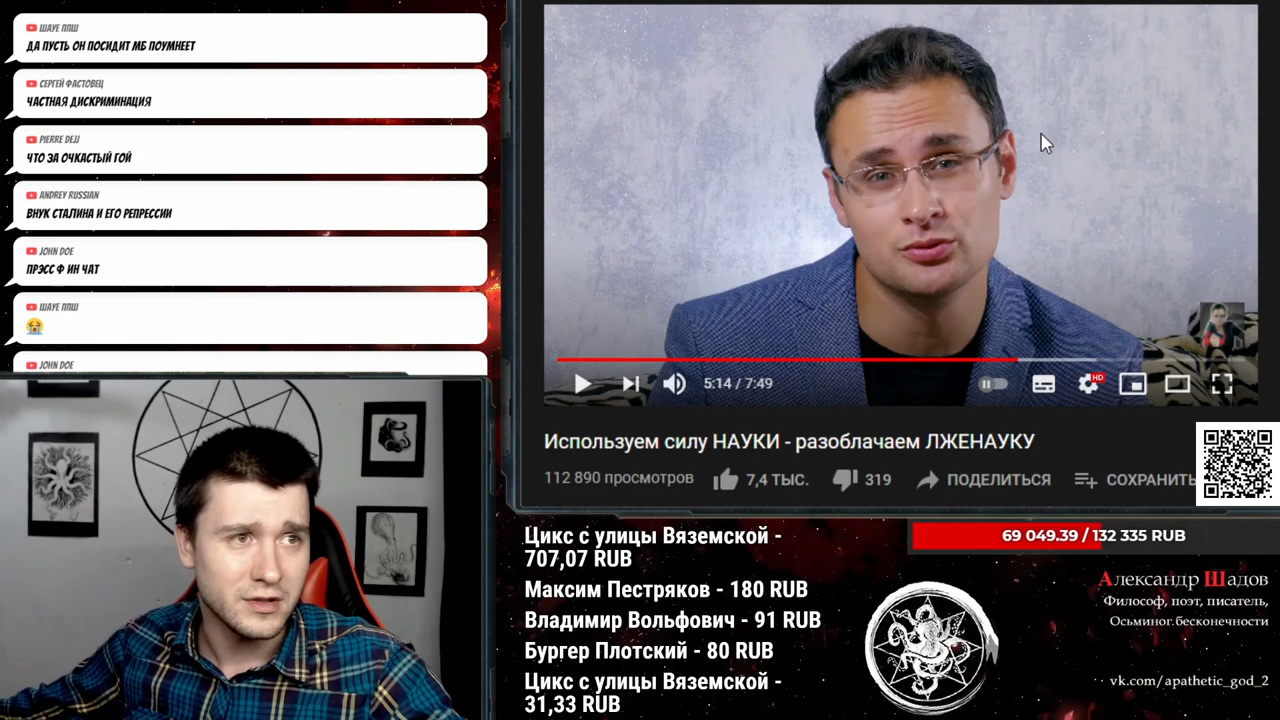 ШАУЕ ППШ
ДА ПУСТЬ ОН ПОСИДИТ МБ ПОУМНЕЕТ
СЕРГЕЙ ФАСТОВЕЦ
ЧАСТНАЯ ДИСКРИМИНАЦИЯ
PIERRE DEJJ
ЧТО ЗА ОЧКАСТЫЙ ГОЙ
ANDREY RUSSIAN
ВНУК СТАЛИНА И ЕГО РЕПРЕССИИ
JOHN DOE
ПРЭСС Ф ИН ЧАТ
ШАУЕ ППШ
😭
JOHN DOE
5:14 / 7:49
HD
Используем силу НАУКИ - разоблачаем ЛЖЕНАУКУ
112 890 просмотров
7,4 ТЫС.
319
ПОДЕЛИТЬСЯ
СОХРАНИТЬ
Цикс с улицы Вяземской -
707,07 RUB
Максим Пестряков - 180 RUB
Владимир Вольфович - 91 RUB
Бургер Плотский - 80 RUB
Цикс с улицы Вяземской -
31,33 RUB
69 049.39 / 132 335 RUB
Александр Шадов
Философ, поэт, писатель,
Осьминог бесконечности
vk.com/apathetic_god_2